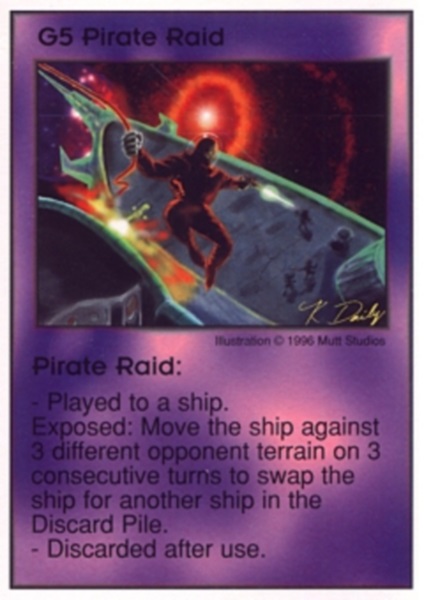 G5 Pirate Raid
K Daily
Illustration © 1996 Mutt Studios
Pirate Raid:
- Played to a ship.
Exposed: Move the ship against
3 different opponent terrain on 3
consecutive turns to swap the
ship for another ship in the
Discard Pile.
- Discarded after use.